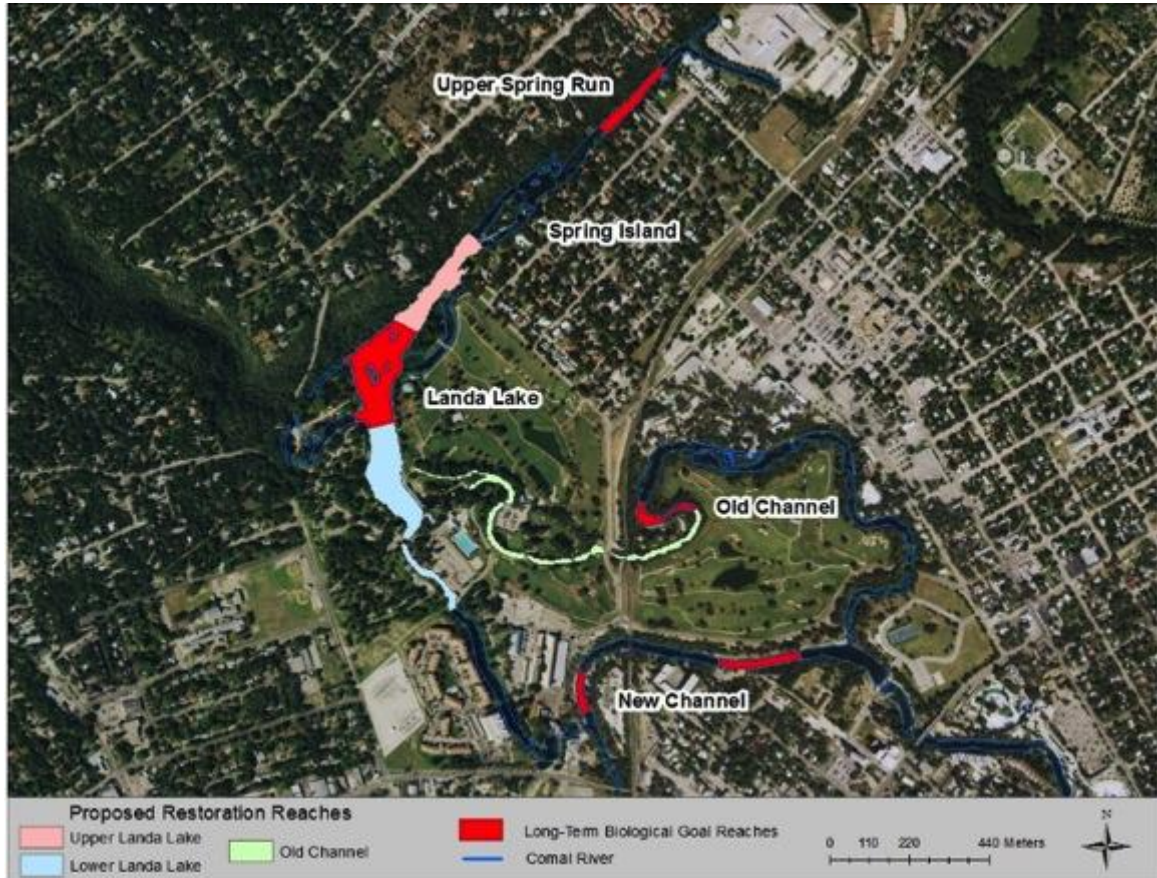 Upper Spring Run
Spring Island
Landa Lake
Old Channel
New Channel
Proposed Restoration Reaches
Upper Landa Lake
Lower Landa Lake
Old Channel
Long-Term Biological Goal Reaches
Comal River
0 110 220 440 Meters
N